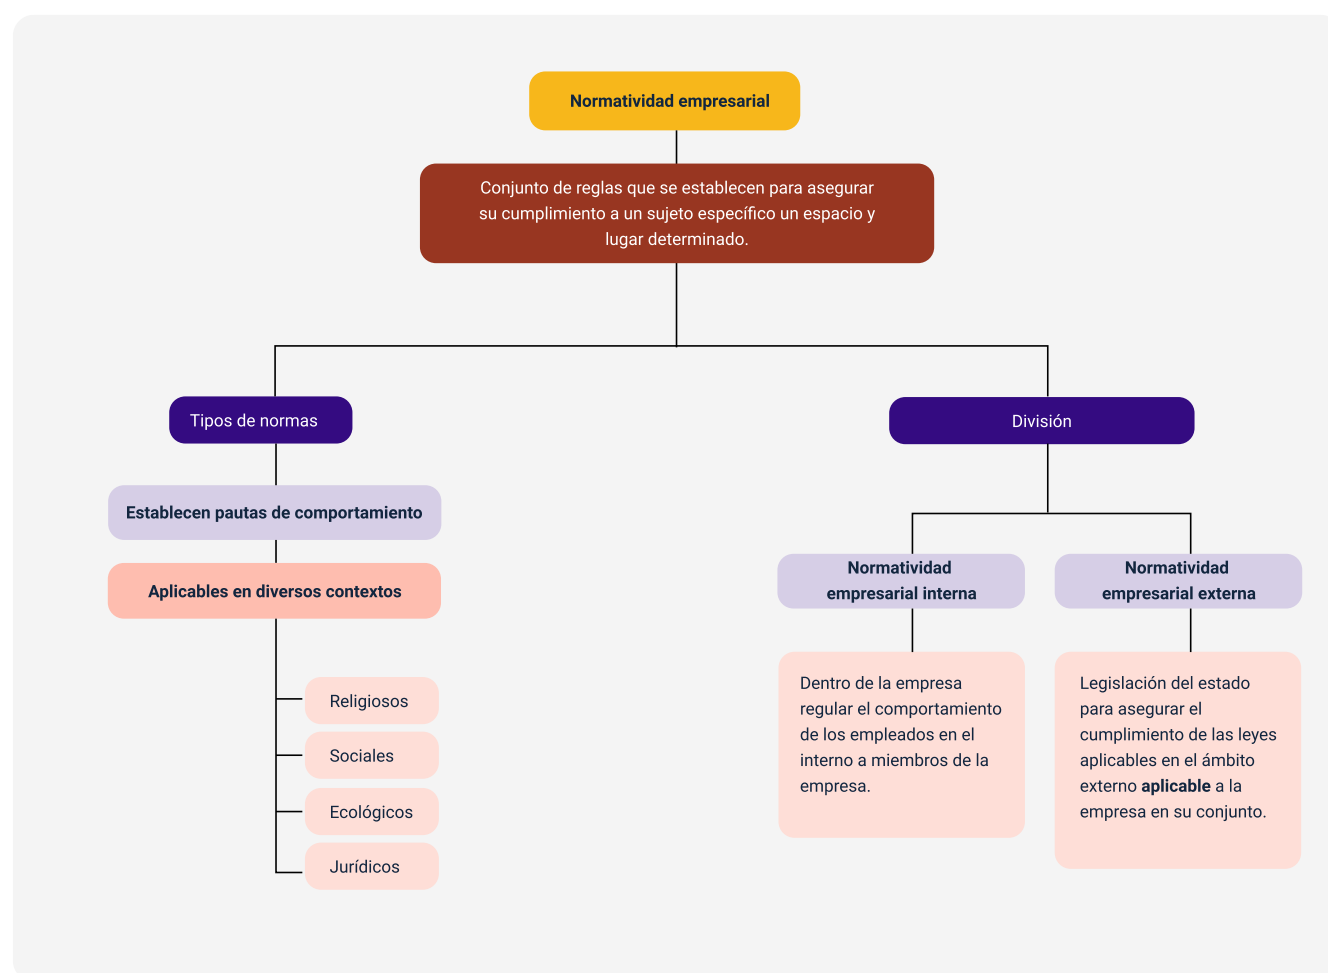 Normatividad empresarial
Conjunto de reglas que se establecen para asegurar
su cumplimiento a un sujeto específico un espacio y
lugar determinado.
Tipos de normas
Establecen pautas de comportamiento
Aplicables en diversos contextos
Religiosos
Sociales
Ecológicos
Jurídicos
División
Normatividad
empresarial interna
Dentro de la empresa
regular el comportamiento
de los empleados en el
interno a miembros de la
empresa.
Normatividad
empresarial externa
Legislación del estado
para asegurar el
cumplimiento de las leyes
aplicables en el ámbito
externo aplicable a la
empresa en su conjunto.